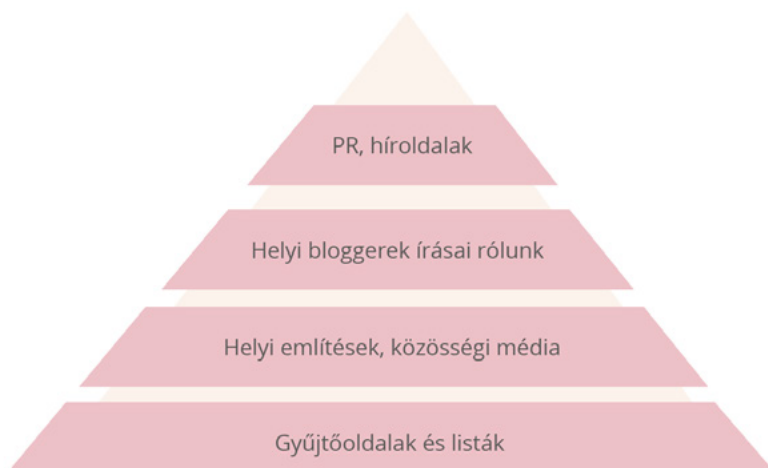 PR, híroldalak
Helyi bloggerek írásai rólunk
Helyi említések, közösségi média
Gyűjtőoldalak és listák